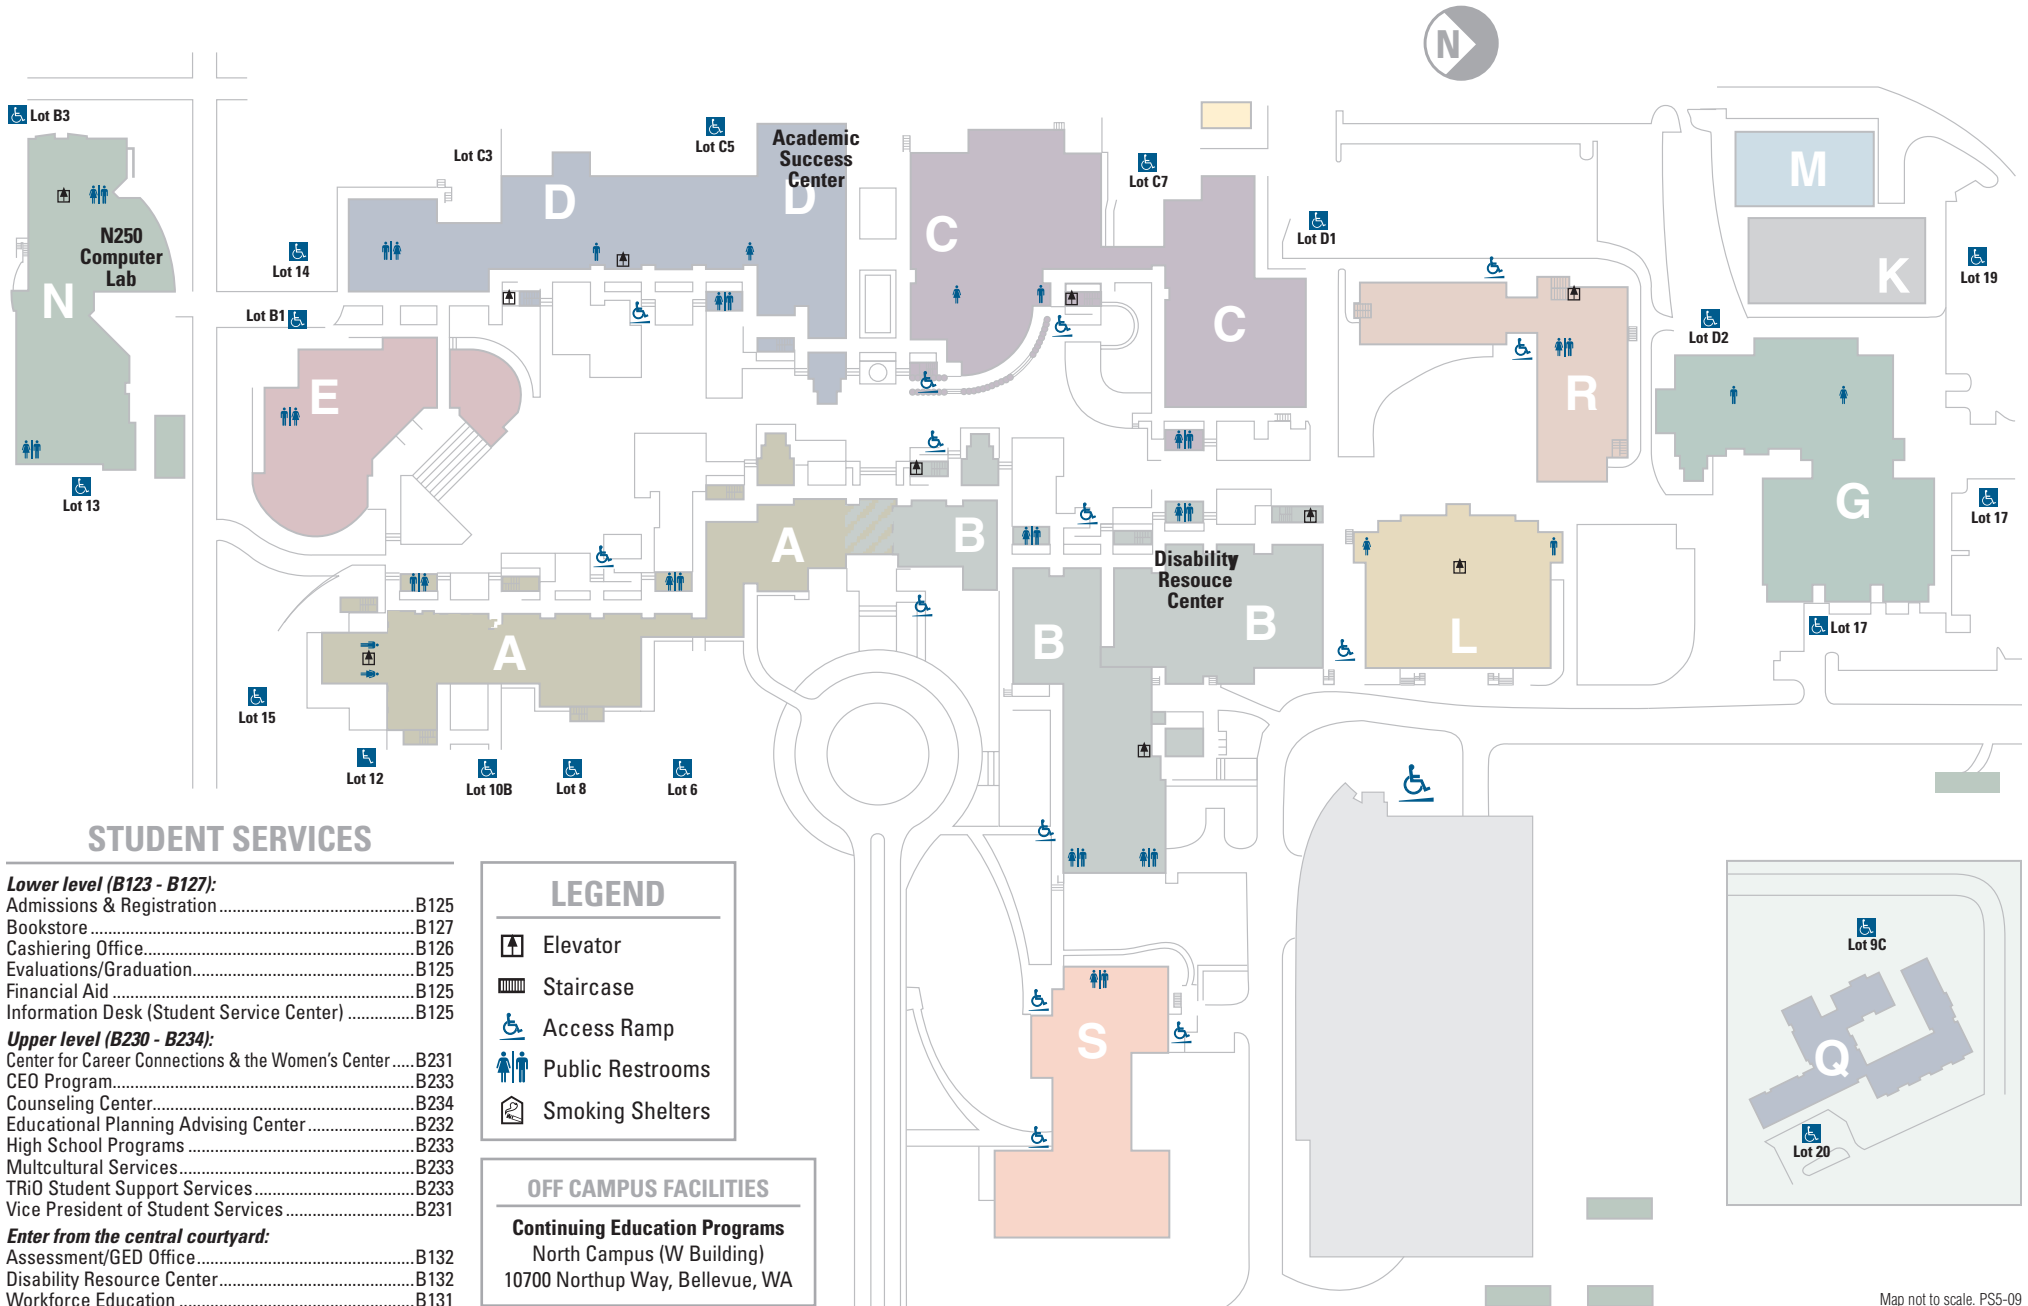 N
Lot B3
Lot C3
Lot C5
Academic
Success
Center
D
D
C
Lot C7
C
Lot D1
M
K
Lot 19
N250
Computer
Lab
N
Lot 14
Lot B1
E
Lot D2
R
G
Lot 17
Lot 13
A
B
Disability
Resouce
Center
B
B
L
Lot 17
A
Lot 15
Lot 12
Lot 10B
Lot 8
Lot 6
STUDENT SERVICES
Lower level (B123 - B127):
Admissions & Registration ... B125
Bookstore ... B127
Cashiering Office ... B126
Evaluations/Graduation ... B125
Financial Aid ... B125
Information Desk (Student Service Center) ... B125
Upper level (B230 - B234):
Center for Career Connections & the Women's Center ... B231
CEO Program ... B233
Counseling Center ... B234
Educational Planning Advising Center ... B232
High School Programs ... B233
Multcultural Services ... B233
TRiO Student Support Services ... B233
Vice President of Student Services ... B231
Enter from the central courtyard:
Assessment/GED Office ... B132
Disability Resource Center ... B132
Workforce Education ... B131
LEGEND
Elevator
Staircase
Access Ramp
Public Restrooms
Smoking Shelters
OFF CAMPUS FACILITIES
Continuing Education Programs
North Campus (W Building)
10700 Northup Way, Bellevue, WA
S
Lot 9C
Q
Lot 20
Map not to scale. PS5-09